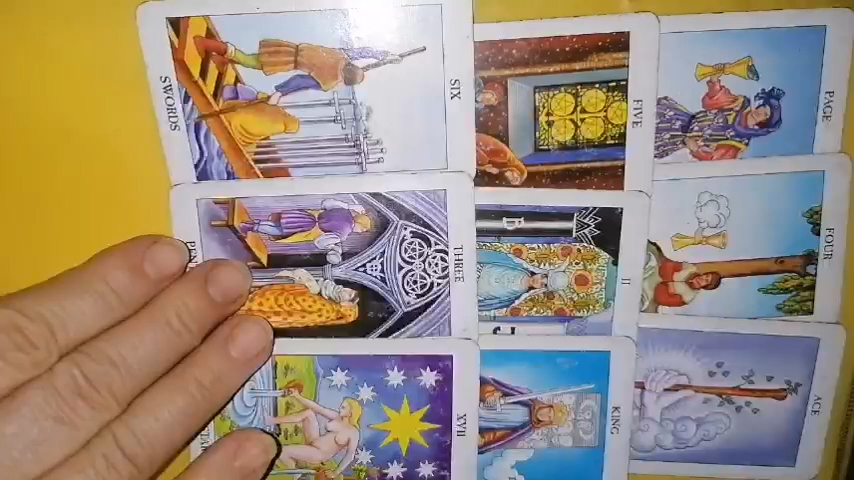 SIX
SWORDS
FIVE
PAGE
THREE
II
FOUR
XVII
KING
ACE